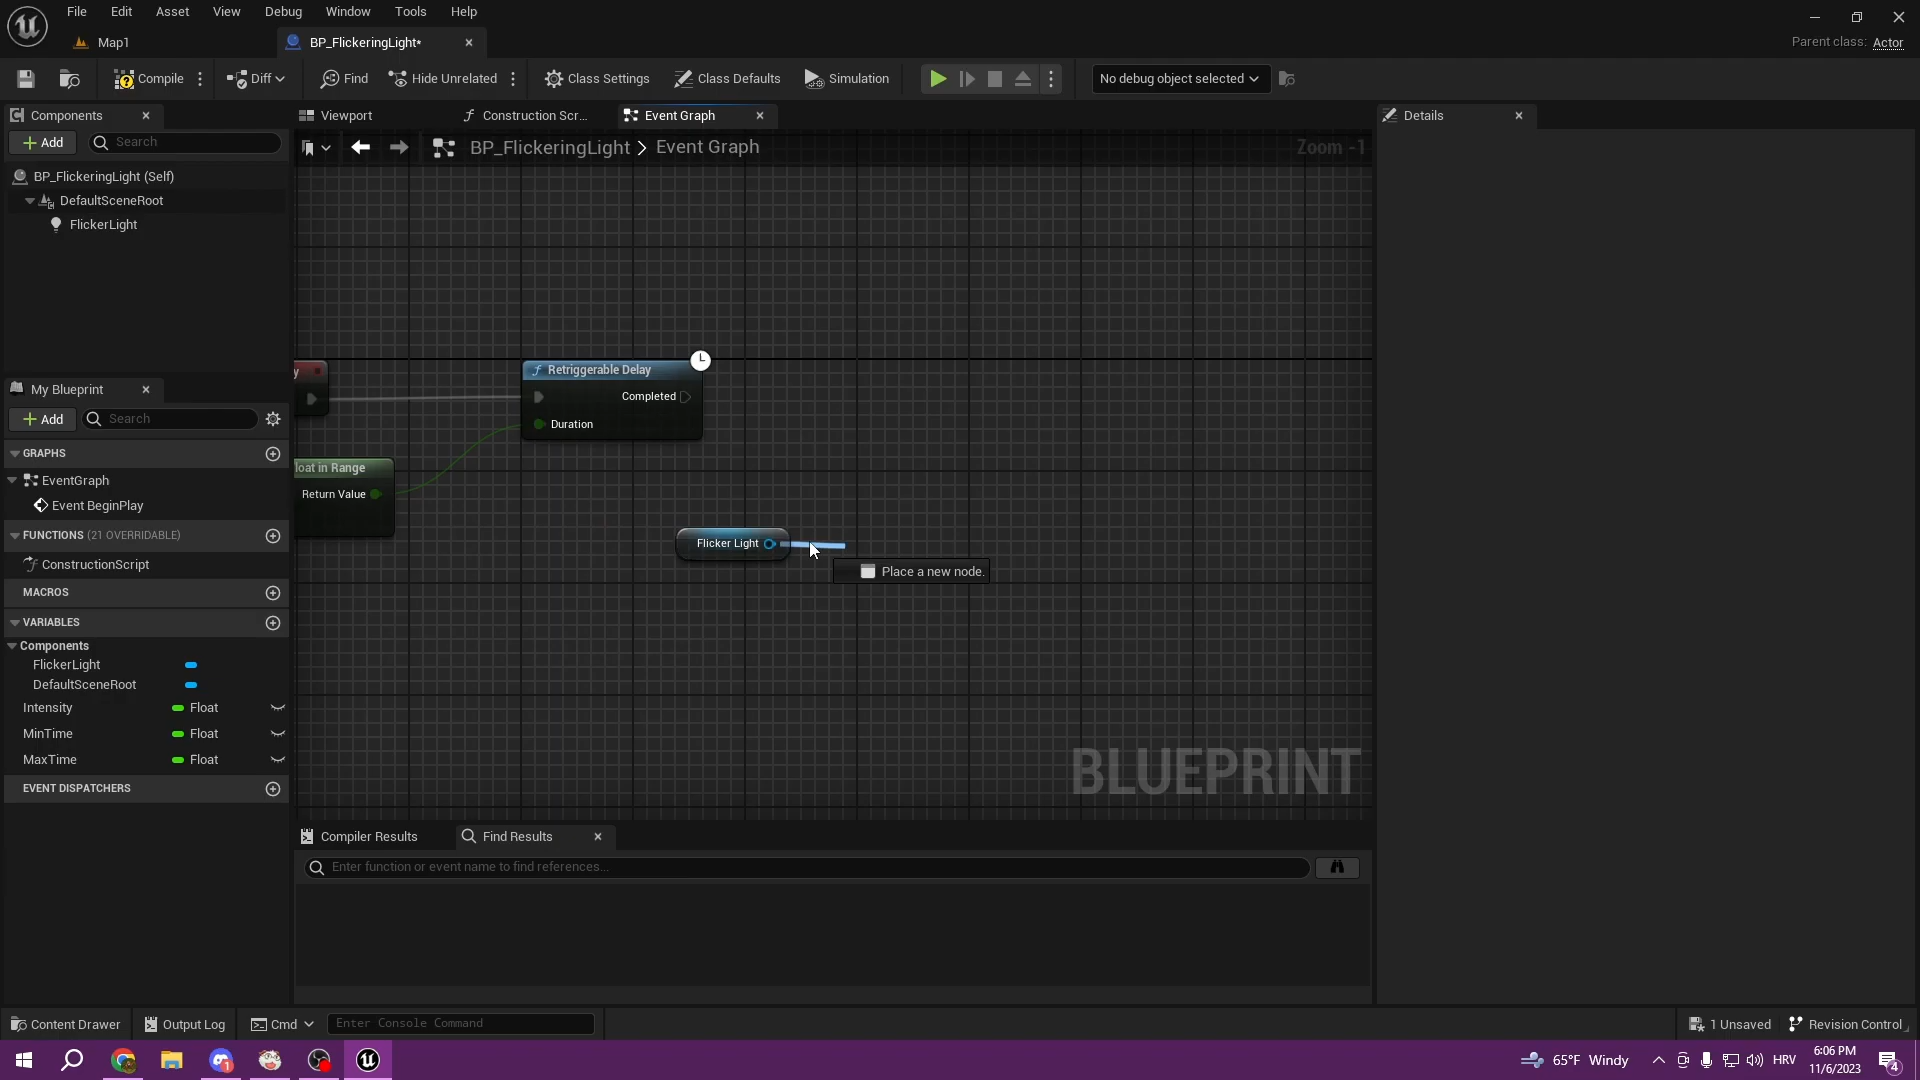 File Edit Asset View Debug Window Tools Help
Map1
BP_FlickeringLight*
Parent class: Actor
Compile Diff Find Hide Unrelated Class Settings Class Defaults Simulation No debug object selected
Components
Viewport
Construction Scr...
Event Graph
Details
Add Search
BP_FlickeringLight > Event Graph
Zoom -1
BP_FlickeringLight (Self)
DefaultSceneRoot
FlickerLight
y
Retriggerable Delay
Completed
Duration
loat in Range
Return Value
Flicker Light
Place a new node.
BLUEPRINT
My Blueprint
Add Search
GRAPHS
EventGraph
Event BeginPlay
FUNCTIONS (21 OVERRIDABLE)
ConstructionScript
MACROS
VARIABLES
Components
FlickerLight
DefaultSceneRoot
Intensity Float
MinTime Float
MaxTime Float
EVENT DISPATCHERS
Compiler Results
Find Results
Enter function or event name to find references...
Content Drawer Output Log Cmd Enter Console Command
1 Unsaved Revision Control
1
65°F Windy
HRV
6:06 PM
11/6/2023
4